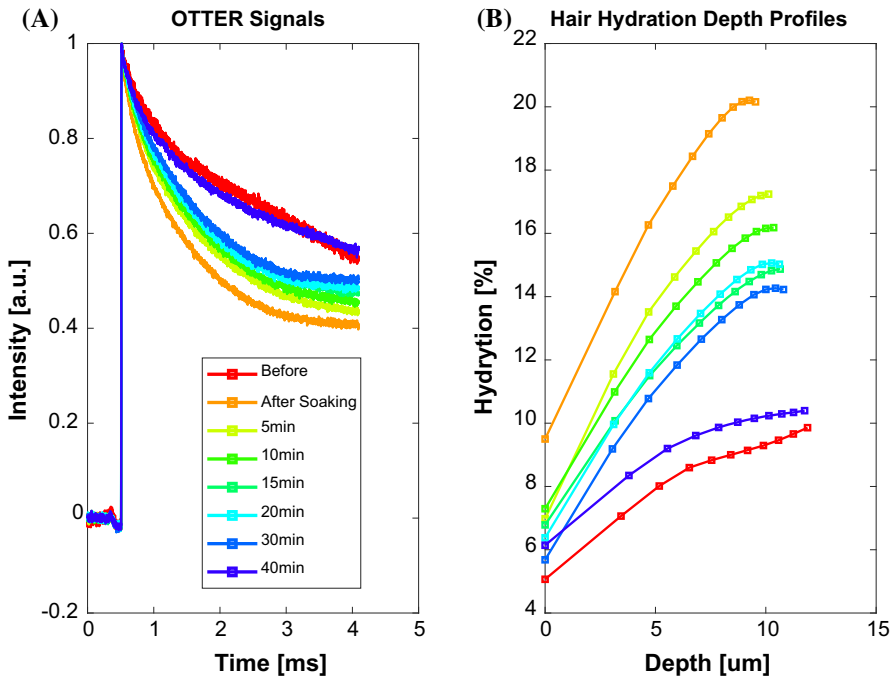 (A)
OTTER Signals
1
0.8
0.6
0.4
0.2
0
-0.2
0
1
2
3
4
5
Intensity [a.u.]
Time [ms]
Before
After Soaking
5min
10min
15min
20min
30min
40min
(B)
Hair Hydration Depth Profiles
22
20
18
16
14
12
10
8
6
4
0
5
10
15
Hydrytion [%]
Depth [um]